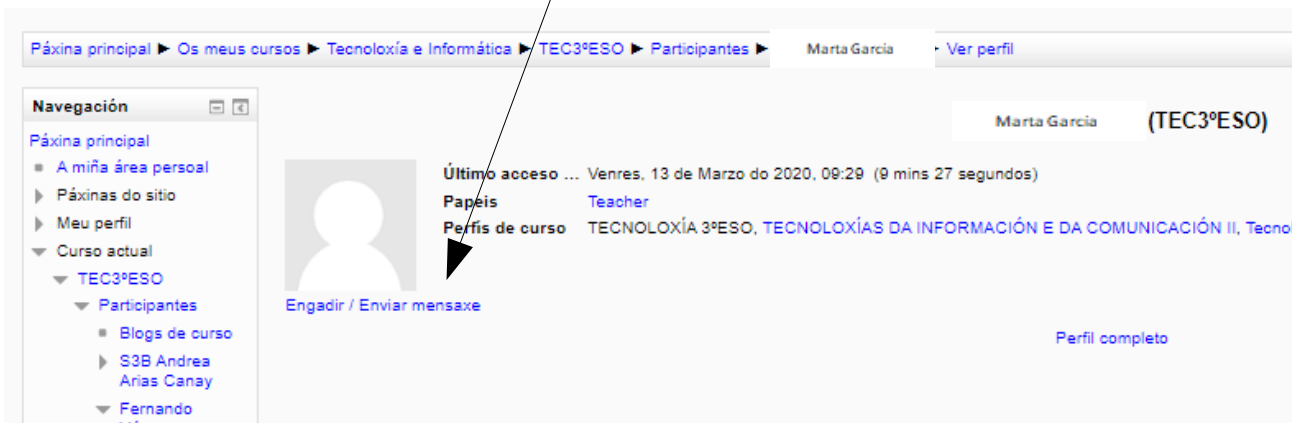 Páxina principal ► Os meus cursos ► Tecnoloxía e Informática ► TEC3ºESO ► Participantes ► Marta Garcia Ver perfil
Navegación
Páxina principal
A miña área persoal
Páxinas do sitio
Meu perfil
Curso actual
TEC3ºESO
Participantes
Blogs de curso
S3B Andrea
Arias Canay
Fernando
Marta Garcia (TEC3ºESO)
Último acceso ... Venres, 13 de Marzo do 2020, 09:29 (9 mins 27 segundos)
Papeis Teacher
Perfís de curso TECNOLOXÍA 3ºESO, TECNOLOXÍAS DA INFORMACIÓN E DA COMUNICACIÓN II, Tecnol
Engadir / Enviar mensaxe
Perfil completo